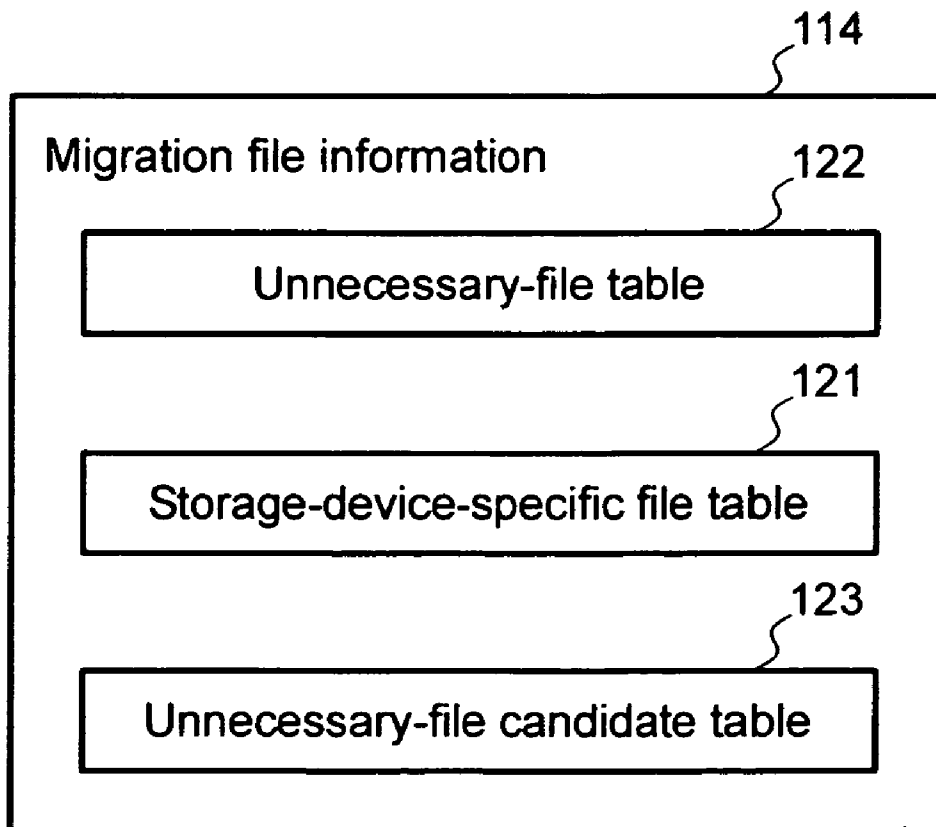 114
Migration file information
122
Unnecessary-file table
121
Storage-device-specific file table
123
Unnecessary-file candidate table